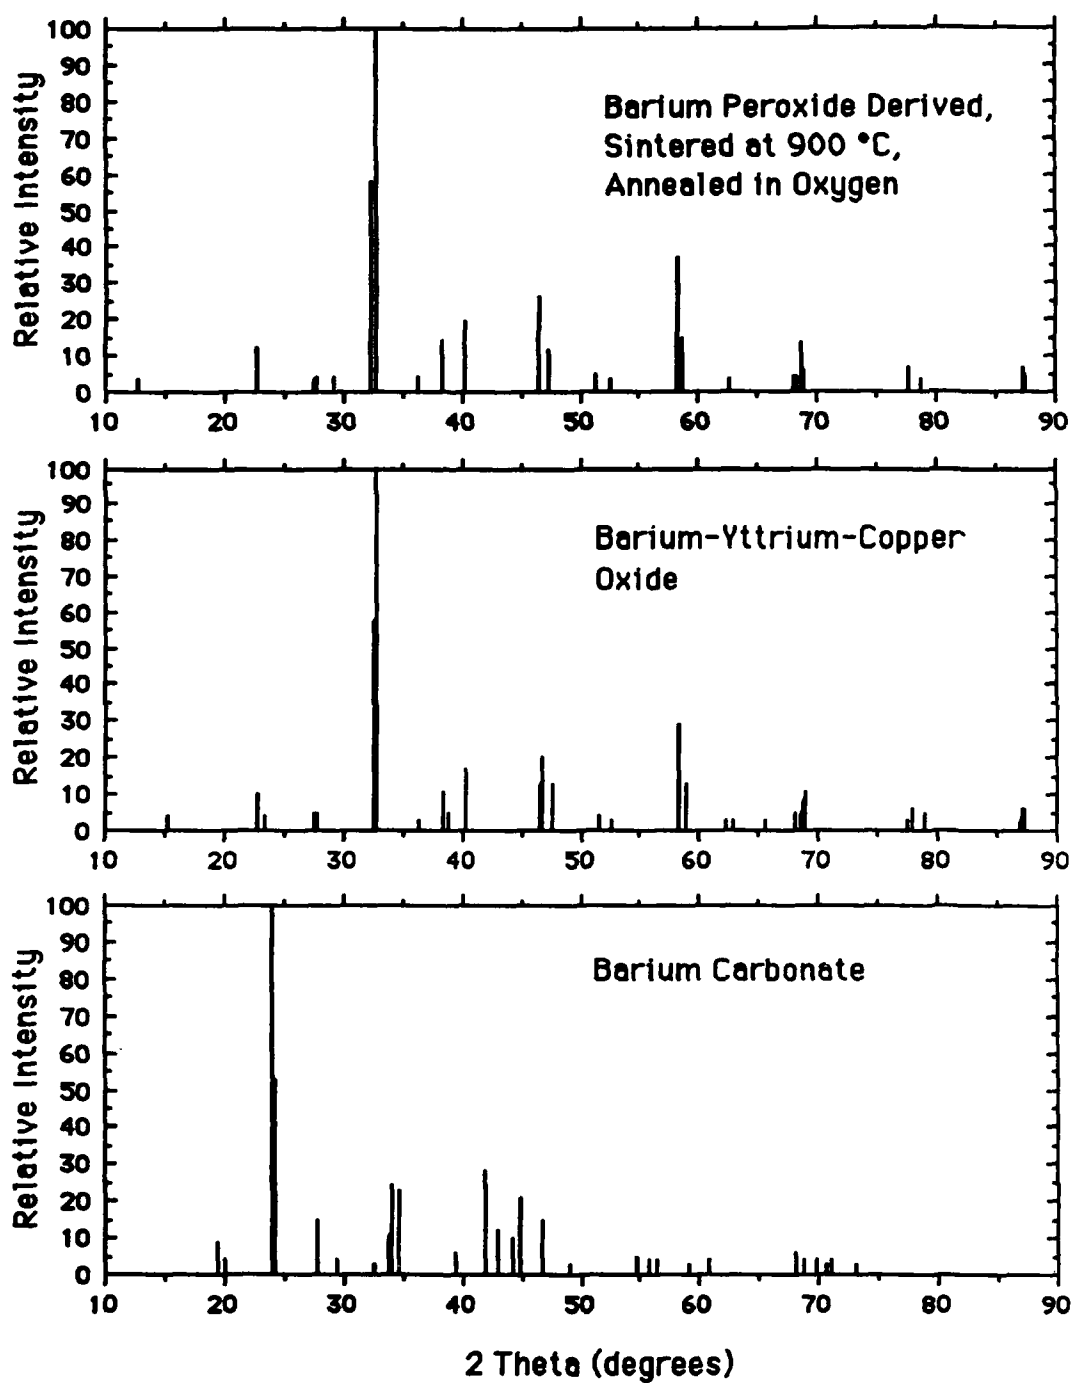 100
90
80
70
60
50
40
30
20
10
0
Relative Intensity
Barium Peroxide Derived,
Sintered at 900 °C,
Annealed in Oxygen
10 20 30 40 50 60 70 80 90
100
90
80
70
60
50
40
30
20
10
0
Relative Intensity
Barium-Yttrium-Copper
Oxide
10 20 30 40 50 60 70 80 90
100
90
80
70
60
50
40
30
20
10
0
Relative Intensity
Barium Carbonate
10 20 30 40 50 60 70 80 90
2 Theta (degrees)